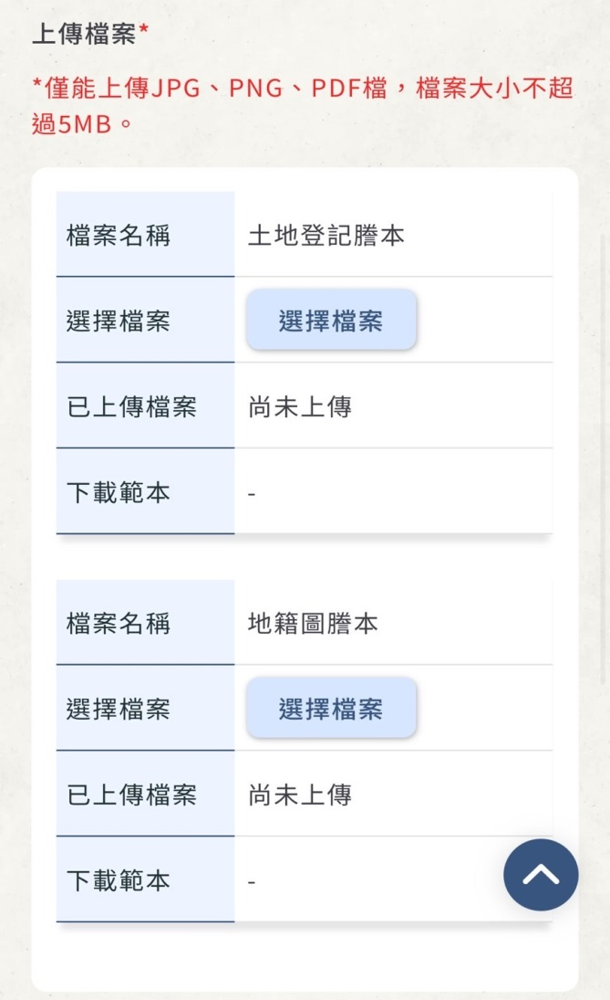 上傳檔案*
*僅能上傳JPG、PNG、PDF檔，檔案大小不超
過5MB。
檔案名稱 土地登記謄本
選擇檔案 選擇檔案
已上傳檔案 尚未上傳
下載範本 -
檔案名稱 地籍圖謄本
選擇檔案 選擇檔案
已上傳檔案 尚未上傳
下載範本 -